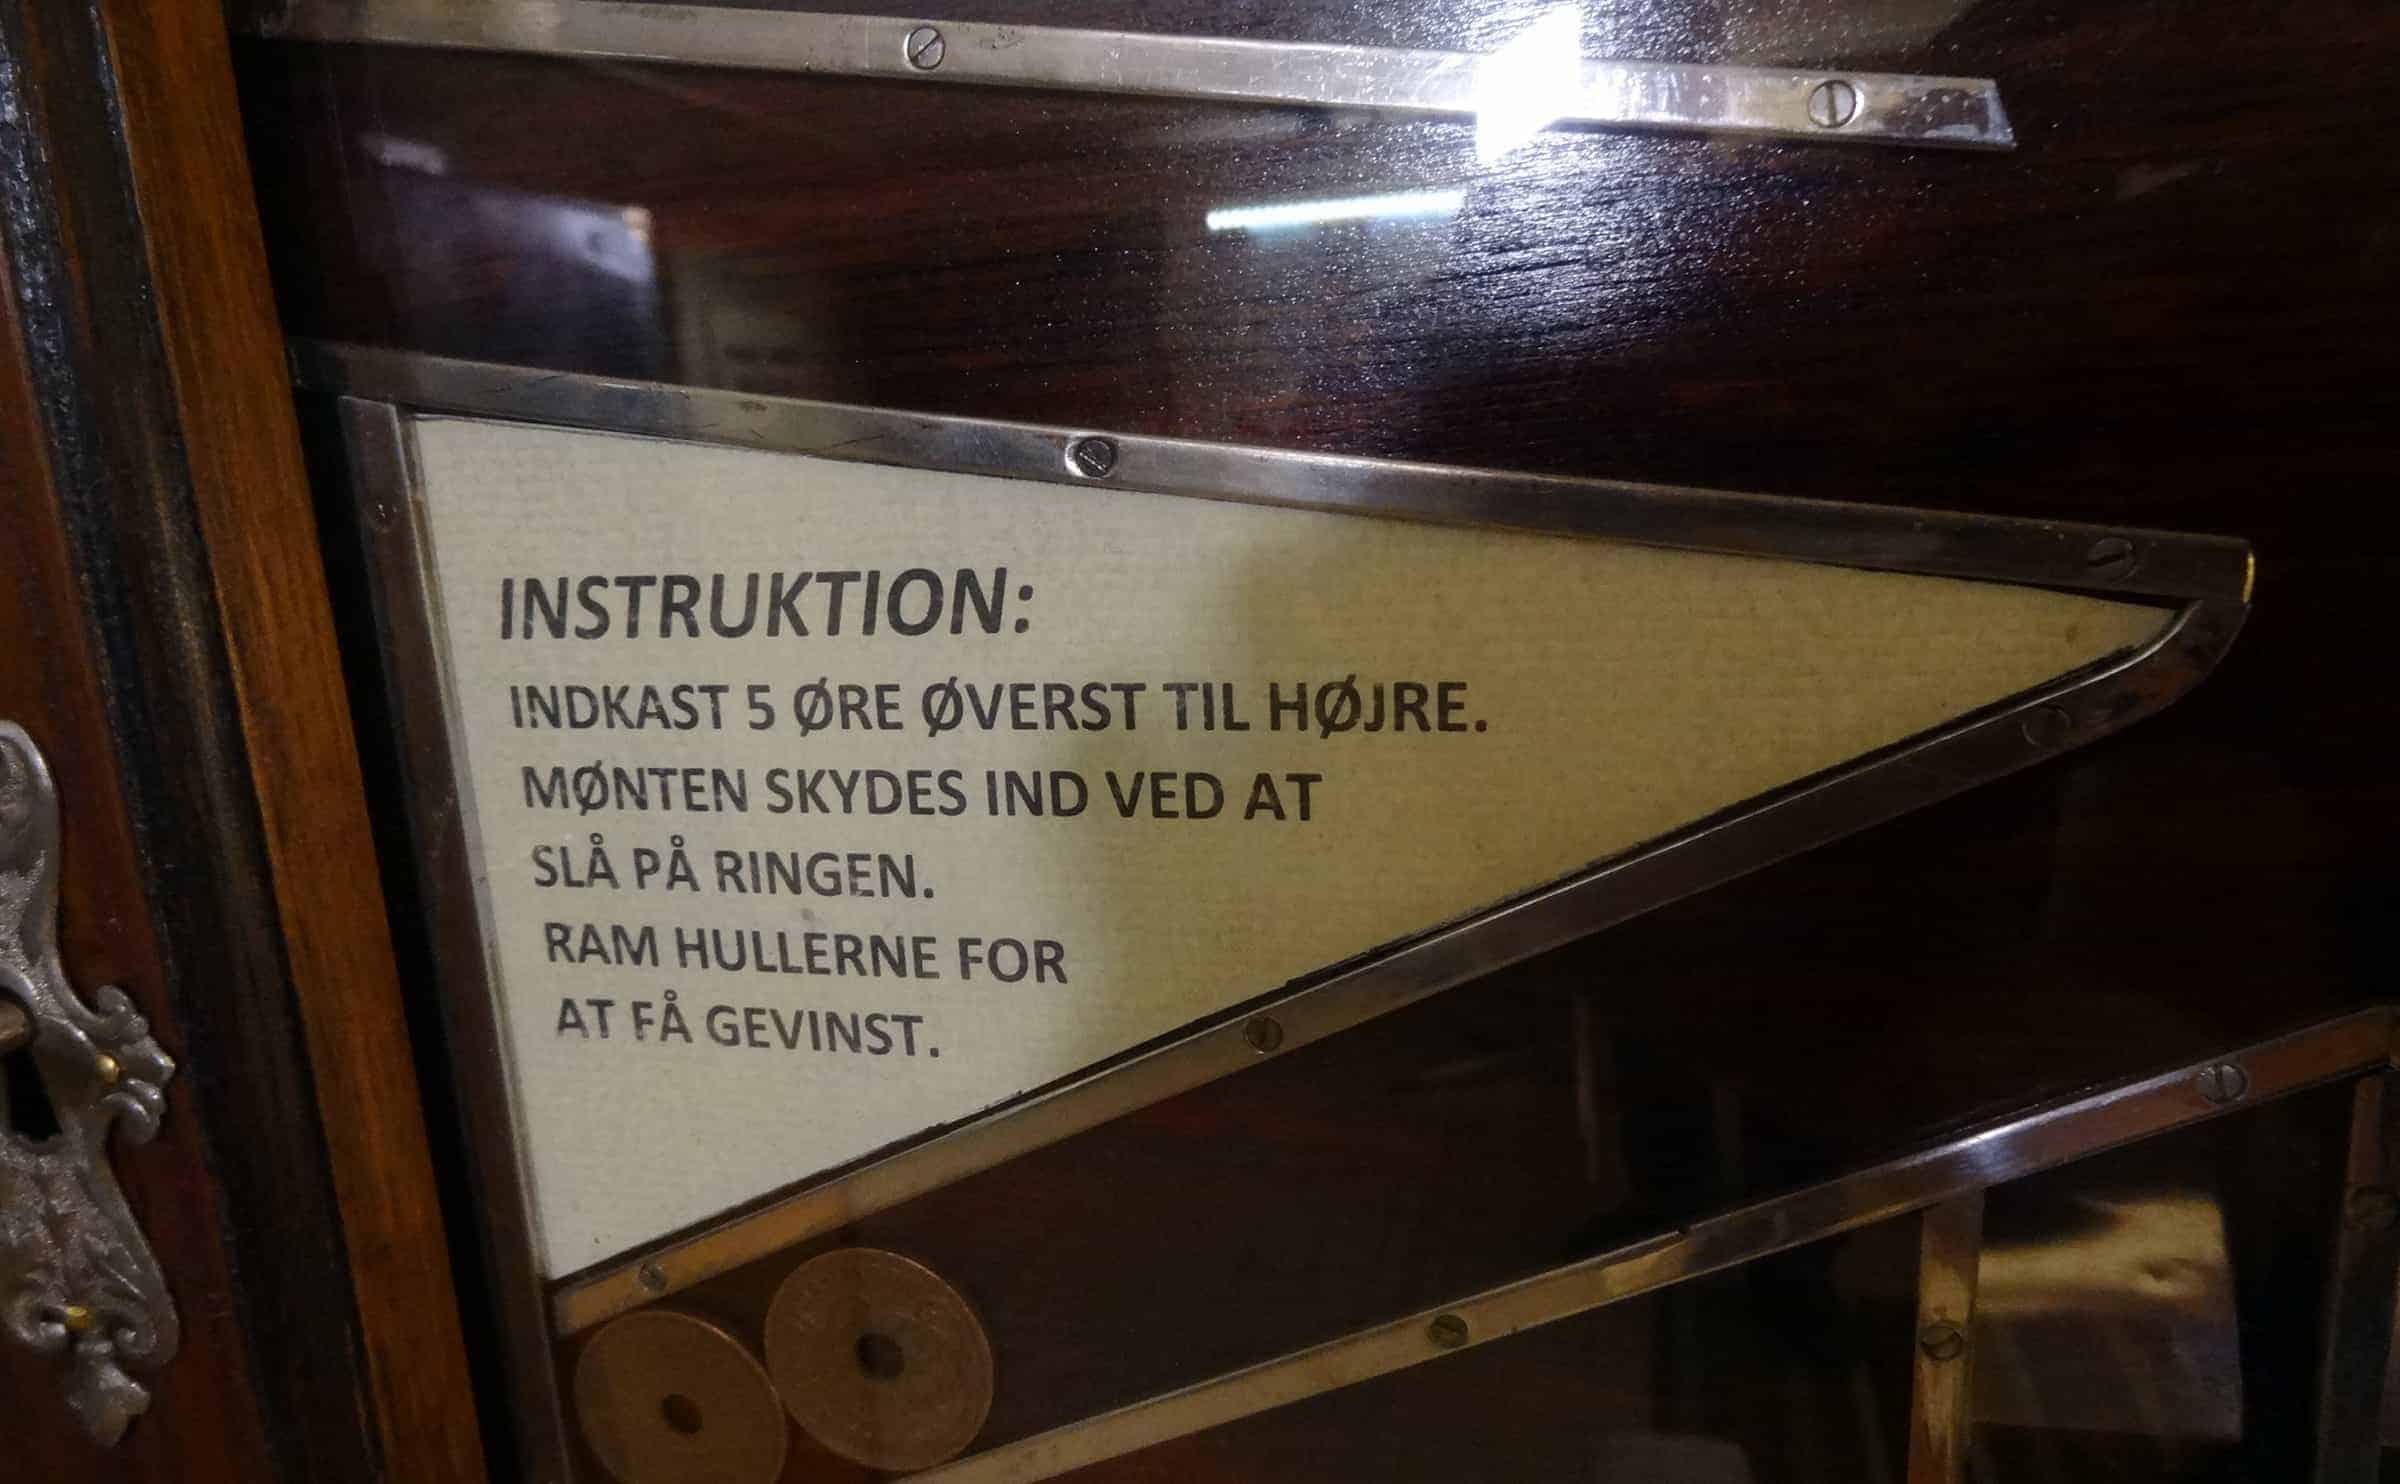 INSTRUKTION:
INDKAST 5 ØRE ØVERST TIL HØJRE.
MØNTEN SKYDES IND VED AT
SLÅ PÅ RINGEN.
RAM HULLERNE FOR
AT FÅ GEVINST.